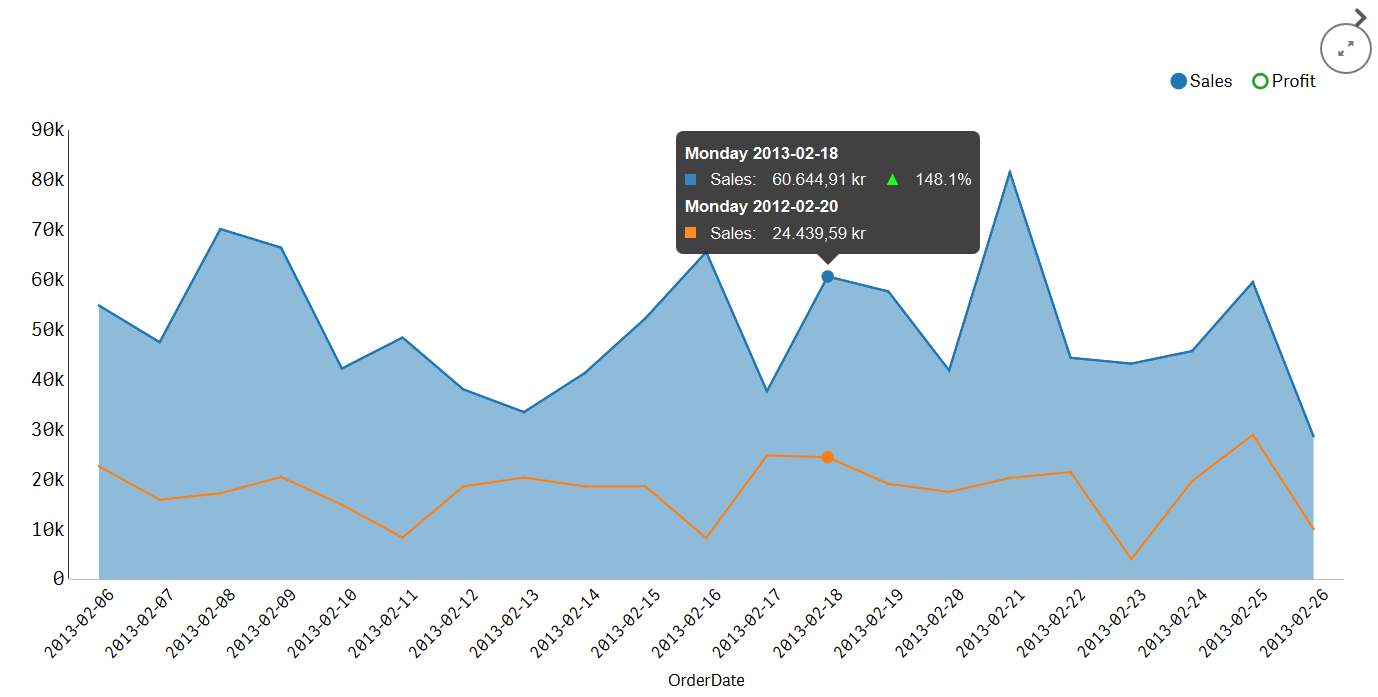 Sales Profit
90k
80k
70k
60k
50k
40k
30k
20k
10k
0
Monday 2013-02-18
Sales: 60.644,91 kr ▲ 148.1%
Monday 2012-02-20
Sales: 24.439,59 kr
2013-02-06
2013-02-07
2013-02-08
2013-02-09
2013-02-10
2013-02-11
2013-02-12
2013-02-13
2013-02-14
2013-02-15
2013-02-16
2013-02-17
2013-02-18
2013-02-19
2013-02-20
2013-02-21
2013-02-22
2013-02-23
2013-02-24
2013-02-25
2013-02-26
OrderDate